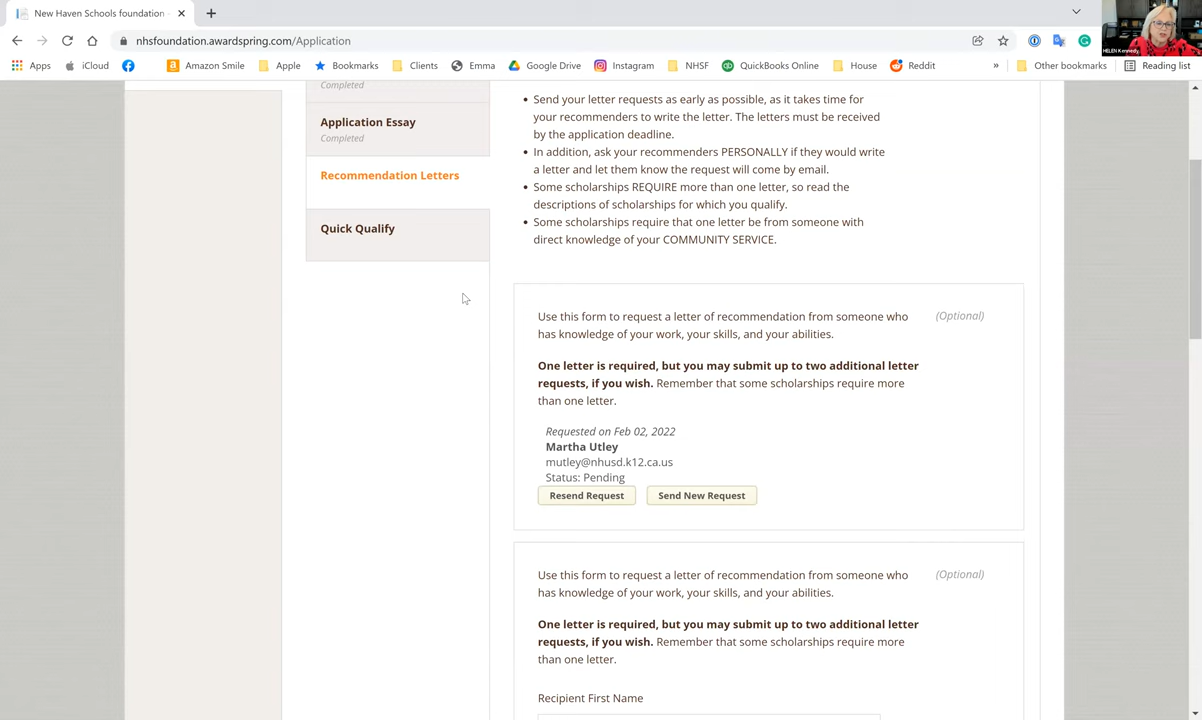 New Haven Schools foundation
nhsfoundation.awardspring.com/Application
HELEN Kennedy
Apps
iCloud
Amazon Smile
Apple
Bookmarks
Clients
Emma
Google Drive
Instagram
NHSF
QuickBooks Online
House
Reddit
»
Other bookmarks
Reading list
Completed
Application Essay
Completed
Recommendation Letters
Quick Qualify
• Send your letter requests as early as possible, as it takes time for
your recommenders to write the letter. The letters must be received
by the application deadline.
• In addition, ask your recommenders PERSONALLY if they would write
a letter and let them know the request will come by email.
• Some scholarships REQUIRE more than one letter, so read the
descriptions of scholarships for which you qualify.
• Some scholarships require that one letter be from someone with
direct knowledge of your COMMUNITY SERVICE.
Use this form to request a letter of recommendation from someone who
(Optional)
has knowledge of your work, your skills, and your abilities.
One letter is required, but you may submit up to two additional letter
requests, if you wish. Remember that some scholarships require more
than one letter.
Requested on Feb 02, 2022
Martha Utley
mutley@nhusd.k12.ca.us
Status: Pending
Resend Request
Send New Request
Use this form to request a letter of recommendation from someone who
(Optional)
has knowledge of your work, your skills, and your abilities.
One letter is required, but you may submit up to two additional letter
requests, if you wish. Remember that some scholarships require more
than one letter.
Recipient First Name